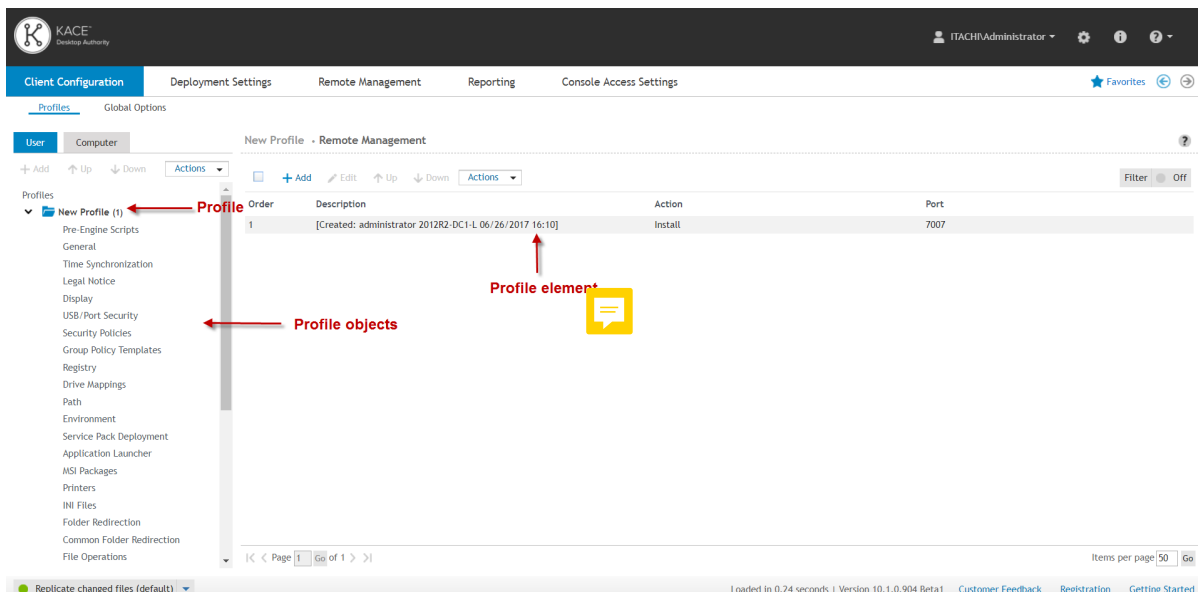 KACE™
Desktop Authority
ITACHI\Administrator
Client Configuration Deployment Settings Remote Management Reporting Console Access Settings Favorites
Profiles Global Options
User Computer
New Profile • Remote Management
?
+ Add Up Down Actions
+ Add Edit Up Down Actions
Filter Off
Profiles
New Profile (1)
Profile
Order Description Action Port
1 [Created: administrator 2012R2-DC1-L 06/26/2017 16:10] Install 7007
Pre-Engine Scripts
General
Time Synchronization
Legal Notice
Display
USB/Port Security
Security Policies
Group Policy Templates
Registry
Drive Mappings
Path
Environment
Service Pack Deployment
Application Launcher
MSI Packages
Printers
INI Files
Folder Redirection
Common Folder Redirection
File Operations
Profile element
Profile objects
|< < Page 1 Go of 1 > >|
Items per page 50 Go
Replicate changed files (default)
Loaded in 0.24 seconds | Version 10.1.0.904 Beta1 Customer Feedback Registration Getting Started